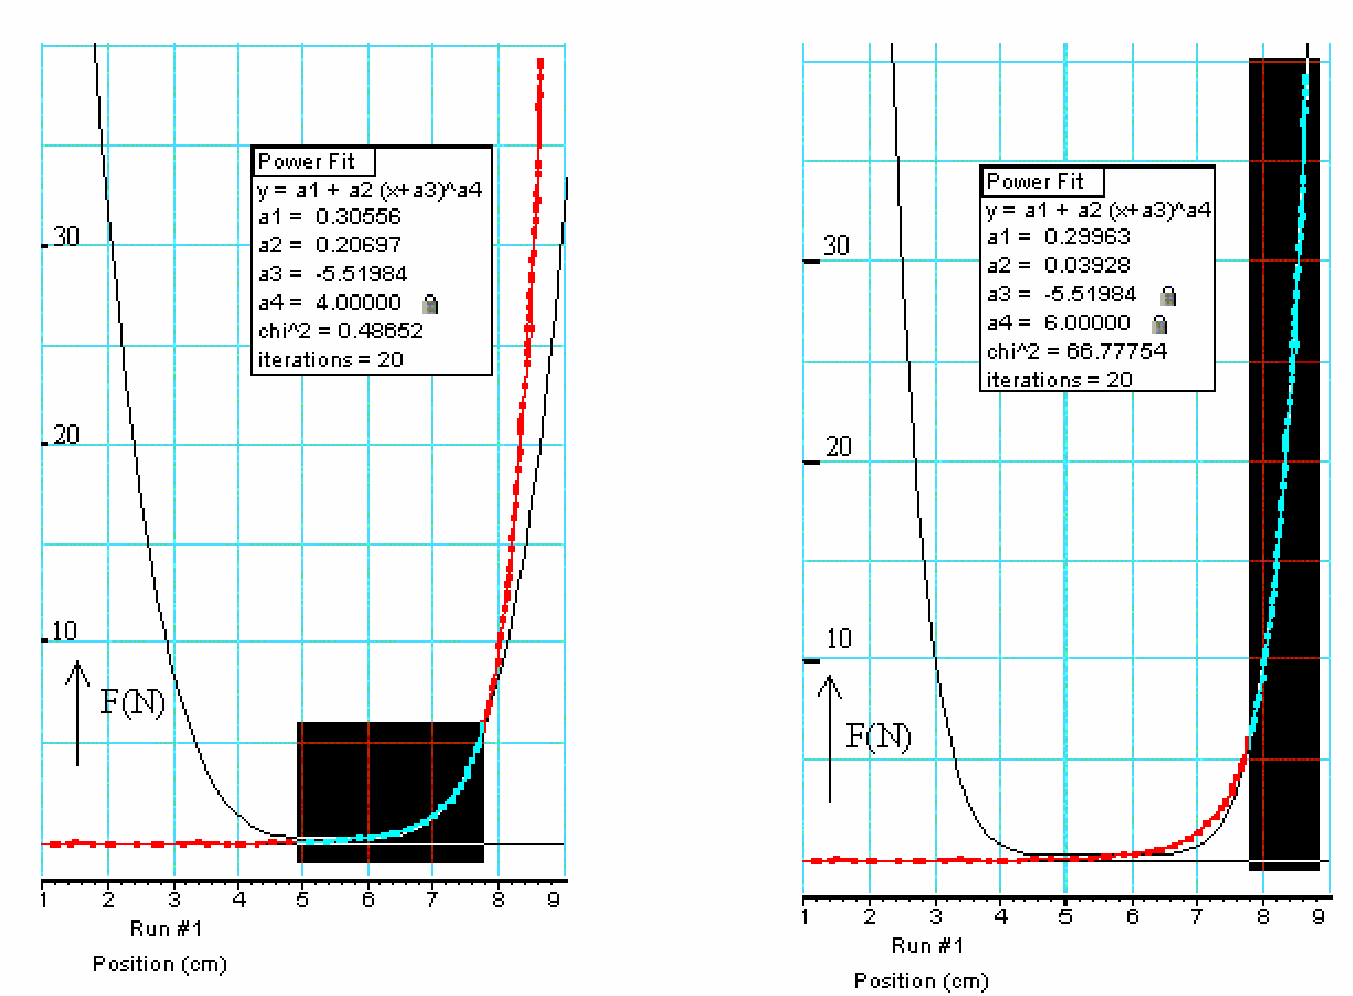 Power Fit
y = a1 + a2 (x+a3)^a4
a1 = 0.30556
a2 = 0.20697
a3 = -5.51984
a4 = 4.00000
chi^2 = 0.48652
iterations = 20
30
20
10
F(N)
1 2 3 4 5 6 7 8 9
Run #1
Position (cm)
Power Fit
y = a1 + a2 (x+a3)^a4
a1 = 0.29963
a2 = 0.03928
a3 = -5.51984
a4 = 6.00000
chi^2 = 66.77754
iterations = 20
30
20
10
F(N)
1 2 3 4 5 6 7 8 9
Run #1
Position (cm)